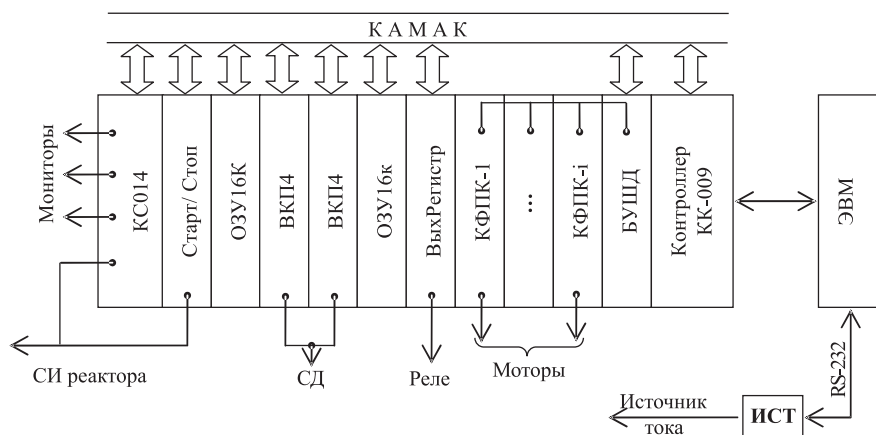 К А М А К
Мониторы
КС014
Старт/ Стоп
ОЗУ16К
ВКП4
ВКП4
ОЗУ16к
ВыхРегистр
КФПК-1
...
КФПК-i
БУШД
Контроллер
КК-009
ЭВМ
СИ реактора
СД
Реле
Моторы
RS-232
Источник
тока
ИСТ